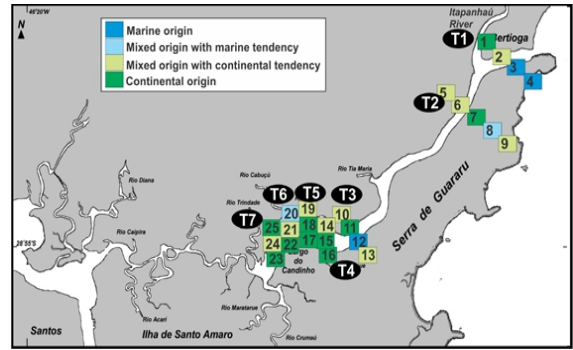 46°20'W
N
Marine origin
Mixed origin with marine tendency
Mixed origin with continental tendency
Continental origin
Itapanhaú
River
Bertioga
T1
1
2
3
4
T2
5
6
7
8
9
Serra de Guararu
Rio Diana
Rio Cabuçú
Rio Tia Maria
T6
T5
T3
Rio Trindade
T7
20
19
10
25
21
18
14
11
24
22
17
15
12
23
16
13
Largo
do
Candinho
T4
Rio Caipira
Rio Maratarue
Rio Acari
Rio Crumaú
Santos
Ilha de Santo Amaro